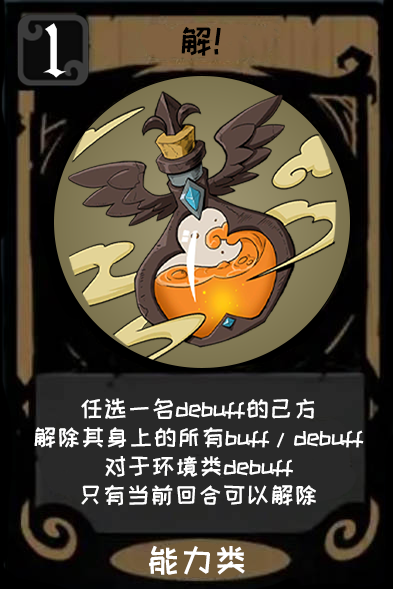 1
解!
任选一名debuff的己方
解除其身上的所有buff / debuff
对于环境类debuff
只有当前回合可以解除
能力类